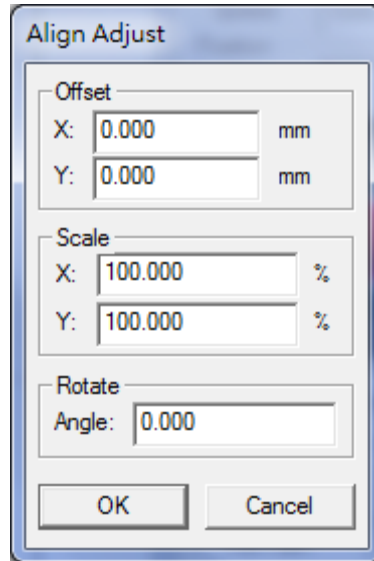 Align Adjust
Offset
X: 0.000 mm
Y: 0.000 mm
Scale
X: 100.000 %
Y: 100.000 %
Rotate
Angle: 0.000
OK Cancel